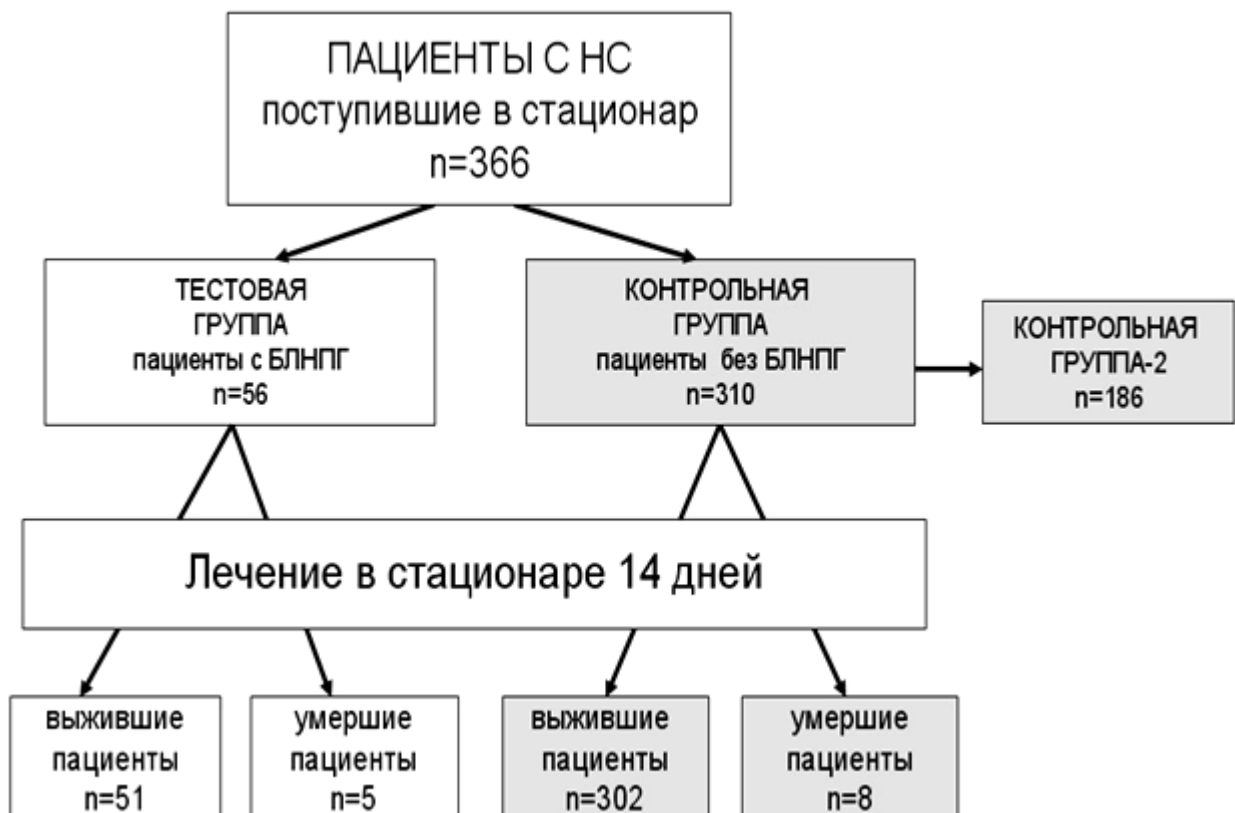 ПАЦИЕНТЫ С НС
поступившие в стационар
n=366
ТЕСТОВАЯ
ГРУППА
пациенты с БЛНПГ
n=56
КОНТРОЛЬНАЯ
ГРУППА
пациенты без БЛНПГ
n=310
КОНТРОЛЬНАЯ
ГРУППА-2
n=186
Лечение в стационаре 14 дней
выжившие
пациенты
n=51
умершие
пациенты
n=5
выжившие
пациенты
n=302
умершие
пациенты
n=8